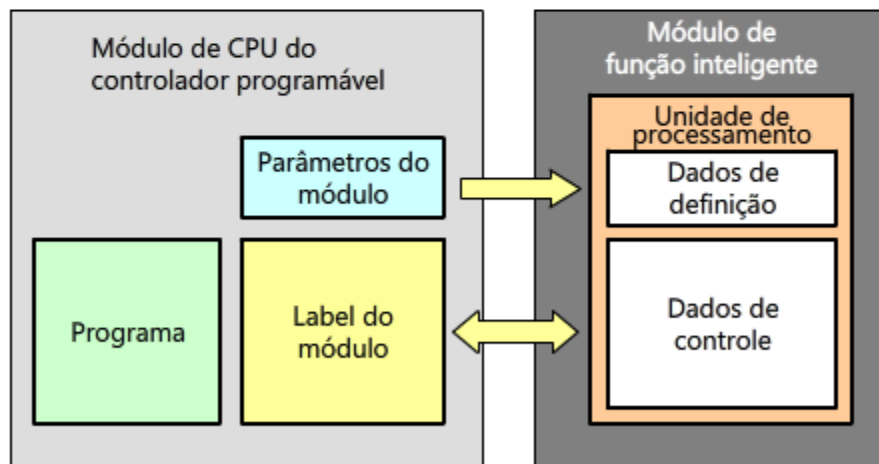 Módulo de CPU do
controlador programável
Parâmetros do
módulo
Programa
Label do
módulo
Módulo de
função inteligente
Unidade de
processamento
Dados de
definição
Dados de
controle